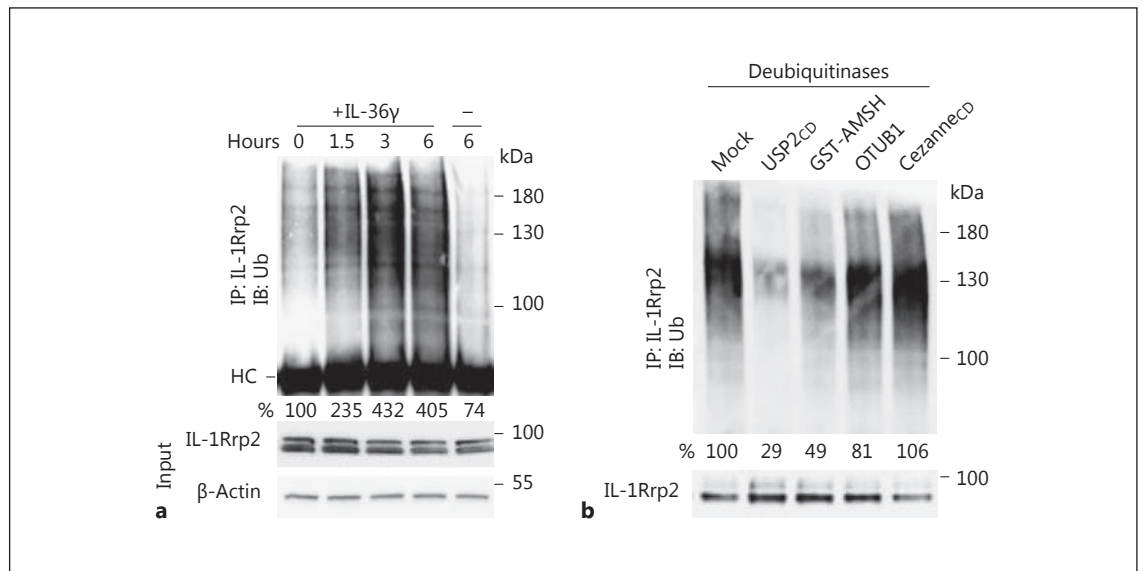 +IL-36γ –
Hours 0 1.5 3 6 6
kDa
– 180
– 130
– 100
IP: IL-1Rrp2
IB: Ub
HC –
% 100 235 432 405 74
Input
IL-1Rrp2
– 100
β-Actin
– 55
a
Deubiquitinases
Mock USP2CD GST-AMSH OTUB1 CezanneCD
kDa
– 180
– 130
– 100
IP: IL-1Rrp2
IB: Ub
% 100 29 49 81 106
IL-1Rrp2
– 100
b